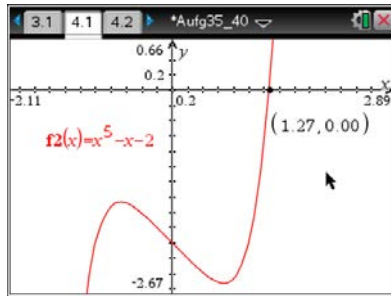 3.1 4.1 4.2 *Aufg35_40
0.66 y
0.2 x
-2.11 0.2 2.89
(1.27,0.00)
f2(x)=x⁵-x-2
-2.67